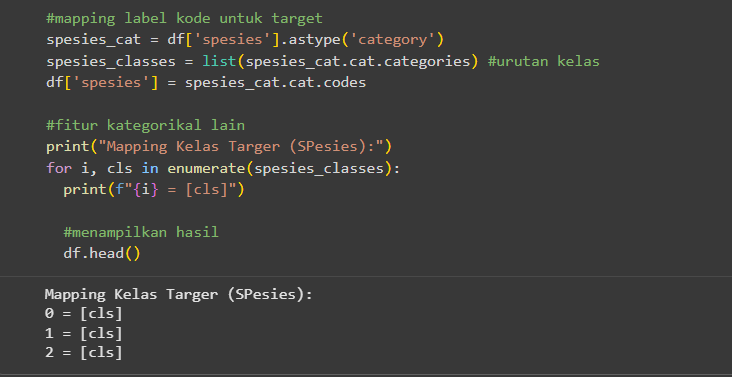 #mapping label kode untuk target
spesies_cat = df['spesies'].astype('category')
spesies_classes = list(spesies_cat.cat.categories) #urutan kelas
df['spesies'] = spesies_cat.cat.codes

#fitur kategorikal lain
print("Mapping Kelas Targer (SPesies):")
for i, cls in enumerate(spesies_classes):
  print(f"{i} = [cls]")

  #menampilkan hasil
  df.head()

Mapping Kelas Targer (SPesies):
0 = [cls]
1 = [cls]
2 = [cls]